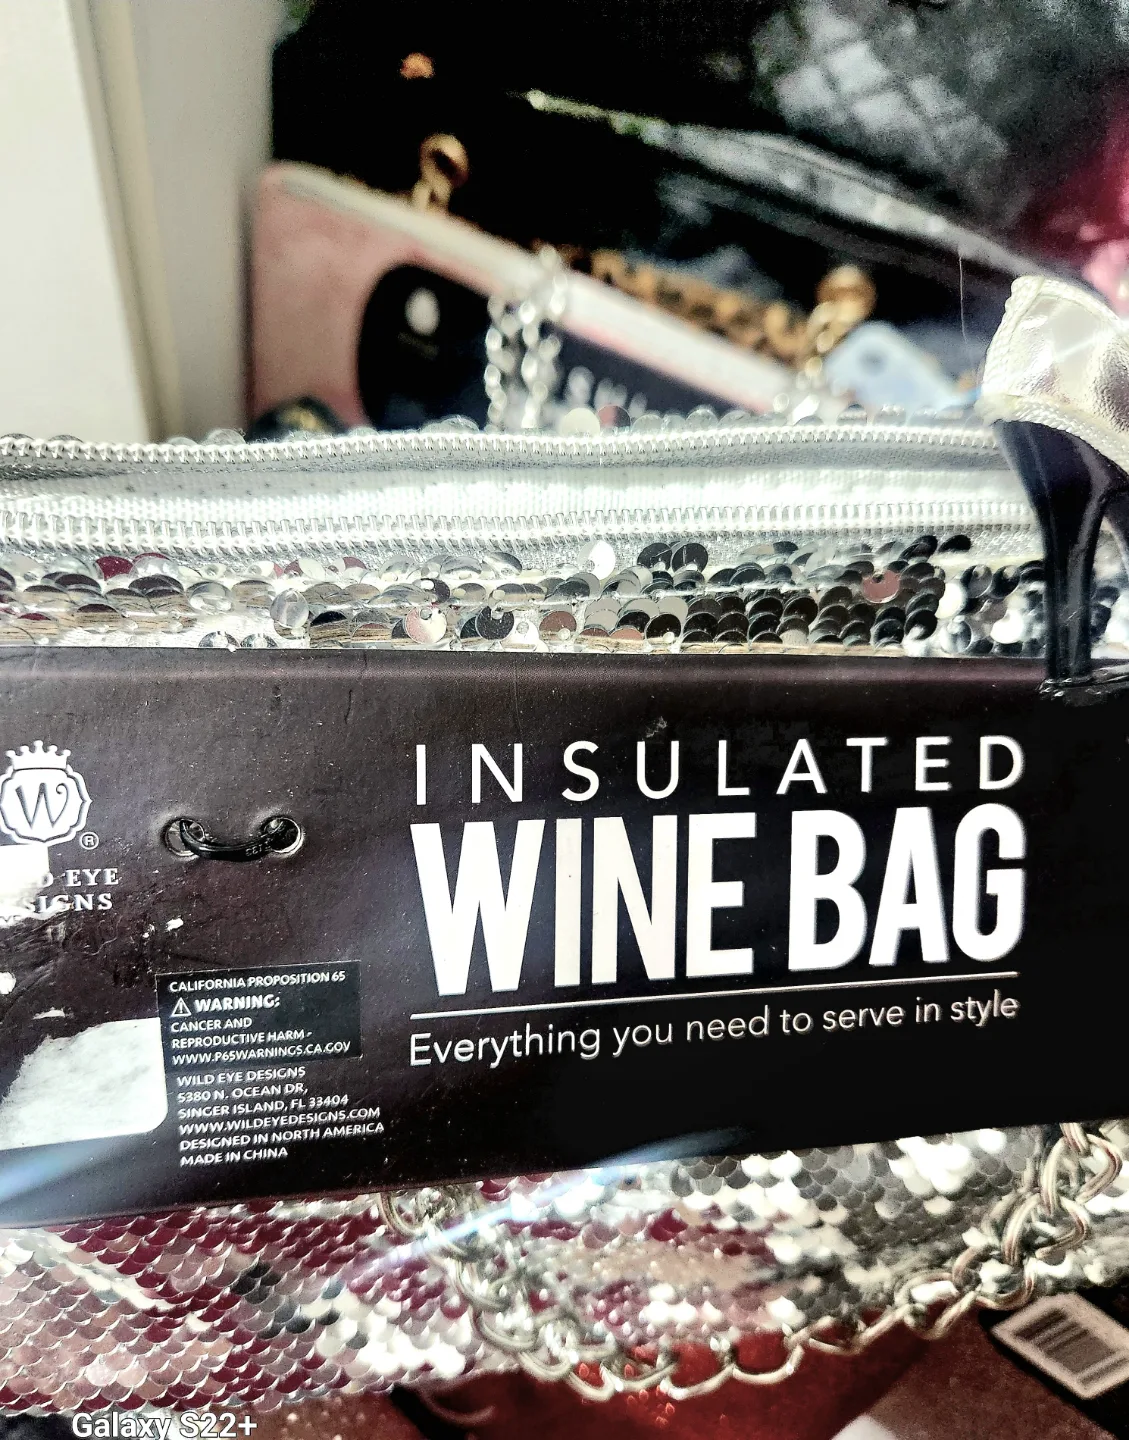 INSULATED
WINE BAG
Everything you need to serve in style
W
®
EYE
CALIFORNIA PROPOSITION 65
⚠ WARNING:
CANCER AND
REPRODUCTIVE HARM -
WWW.P65WARNINGS.CA.GOV
WILD EYE DESIGNS
5380 N. OCEAN DR,
SINGER ISLAND, FL 33404
WWW.WILDEYEDESIGNS.COM
DESIGNED IN NORTH AMERICA
MADE IN CHINA
Galaxy S22+